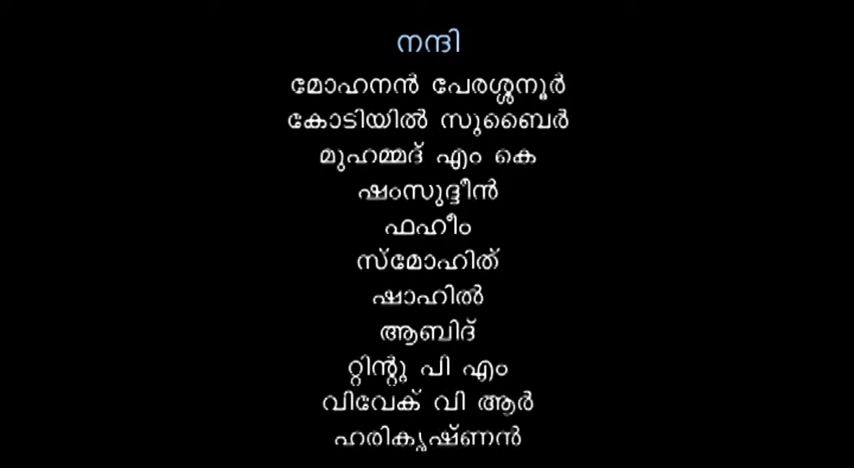 നന്ദി
മോഹനൻ പേരശ്ശനൂർ
കോടിയിൽ സുബൈർ
മുഹമ്മദ് എം കെ
ഷംസുദ്ദീൻ
ഫഹീം
സ്മോഹിത്
ഷാഹിൽ
ആബിദ്
റ്റിന്റൂ പി എം
വിവേക് വി ആർ
ഹരികൃഷ്ണൻ